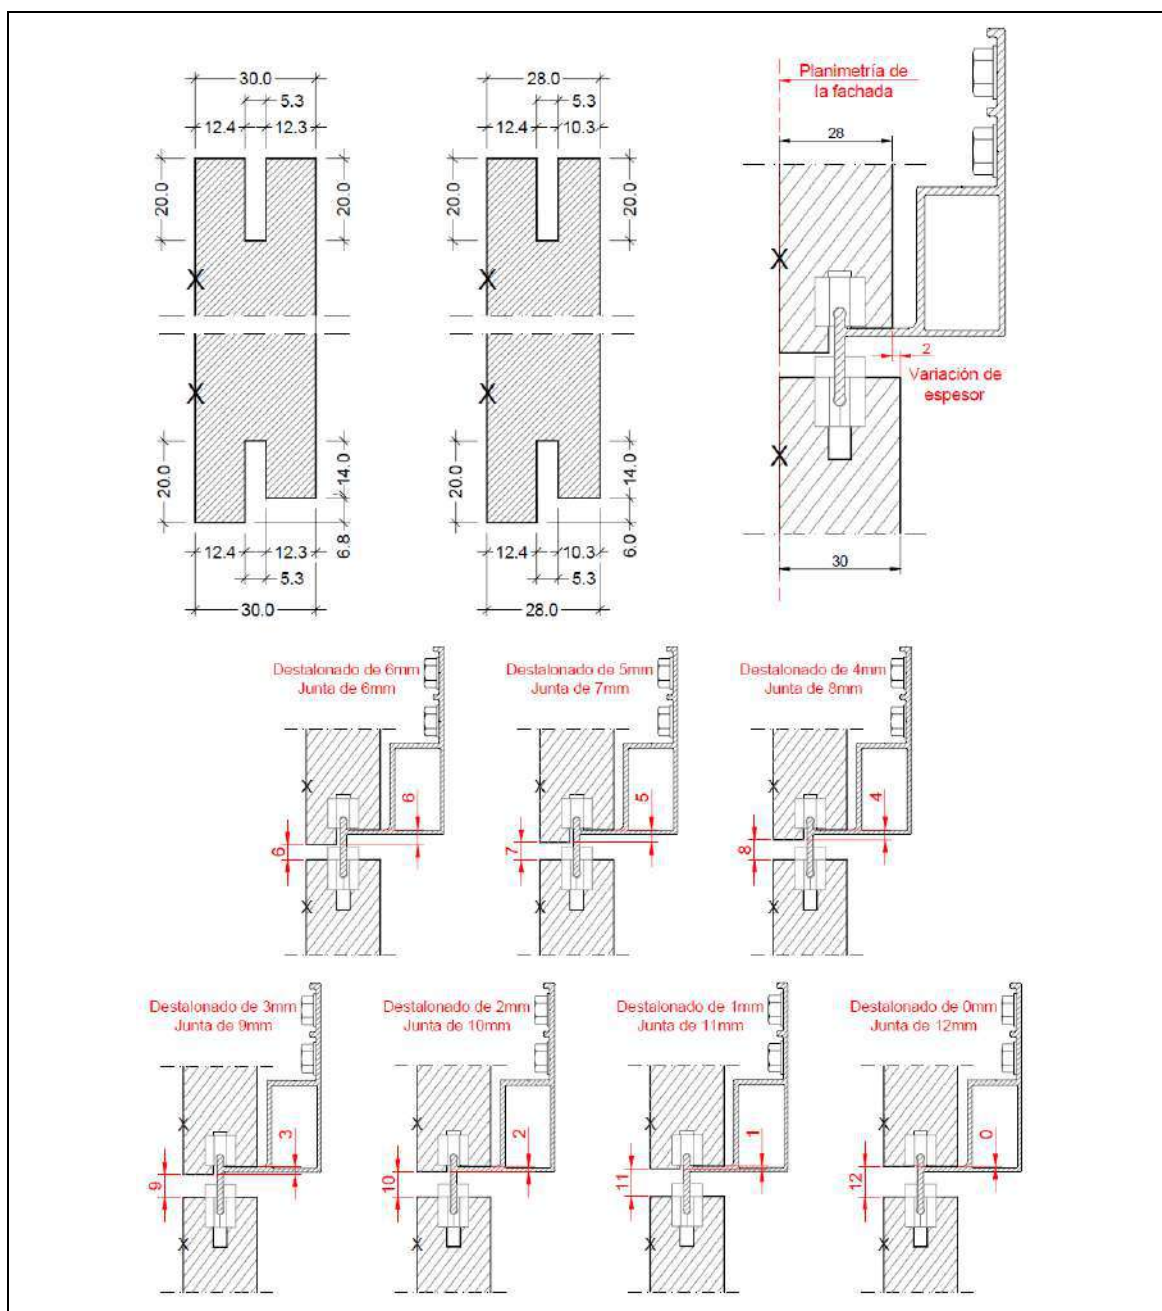 30.0
5.3
12.4
12.3
20.0
20.0
X
X
20.0
14.0
6.8
12.4
12.3
5.3
30.0
28.0
5.3
12.4
10.3
20.0
20.0
X
X
20.0
14.0
6.0
12.4
10.3
5.3
28.0
Planimetría de
la fachada
28
X
2
Variación de
espesor
X
30
Destalonado de 6mm
Junta de 6mm
X
6
6
X
Destalonado de 5mm
Junta de 7mm
X
5
7
X
Destalonado de 4mm
Junta de 8mm
X
4
8
X
Destalonado de 3mm
Junta de 9mm
X
3
9
X
Destalonado de 2mm
Junta de 10mm
X
2
10
X
Destalonado de 1mm
Junta de 11mm
X
1
11
X
Destalonado de 0mm
Junta de 12mm
X
0
12
X